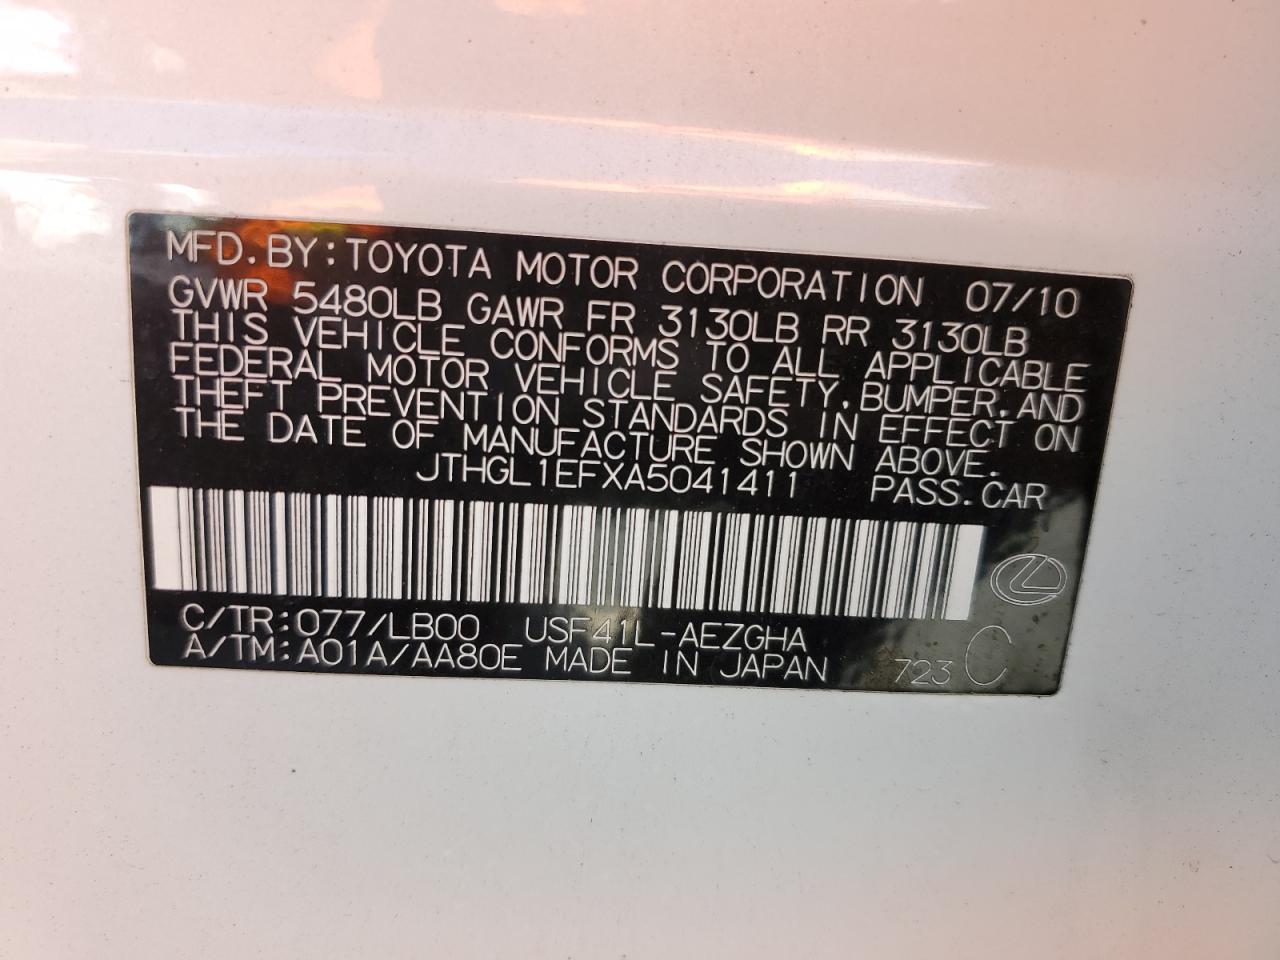 MFD.BY:TOYOTA MOTOR CORPORATION 07/10
GVWR 5480LB GAWR FR 3130LB RR 3130LB
THIS VEHICLE CONFORMS TO ALL APPLICABLE
FEDERAL MOTOR VEHICLE SAFETY,BUMPER,AND
THEFT PREVENTION STANDARDS IN EFFECT ON
THE DATE OF MANUFACTURE SHOWN ABOVE.
JTHGL1EFXA5041411 PASS.CAR
C/TR:077/LB00 USF41L-AEZGHA
A/TM:A01A/AA80E MADE IN JAPAN 723 C